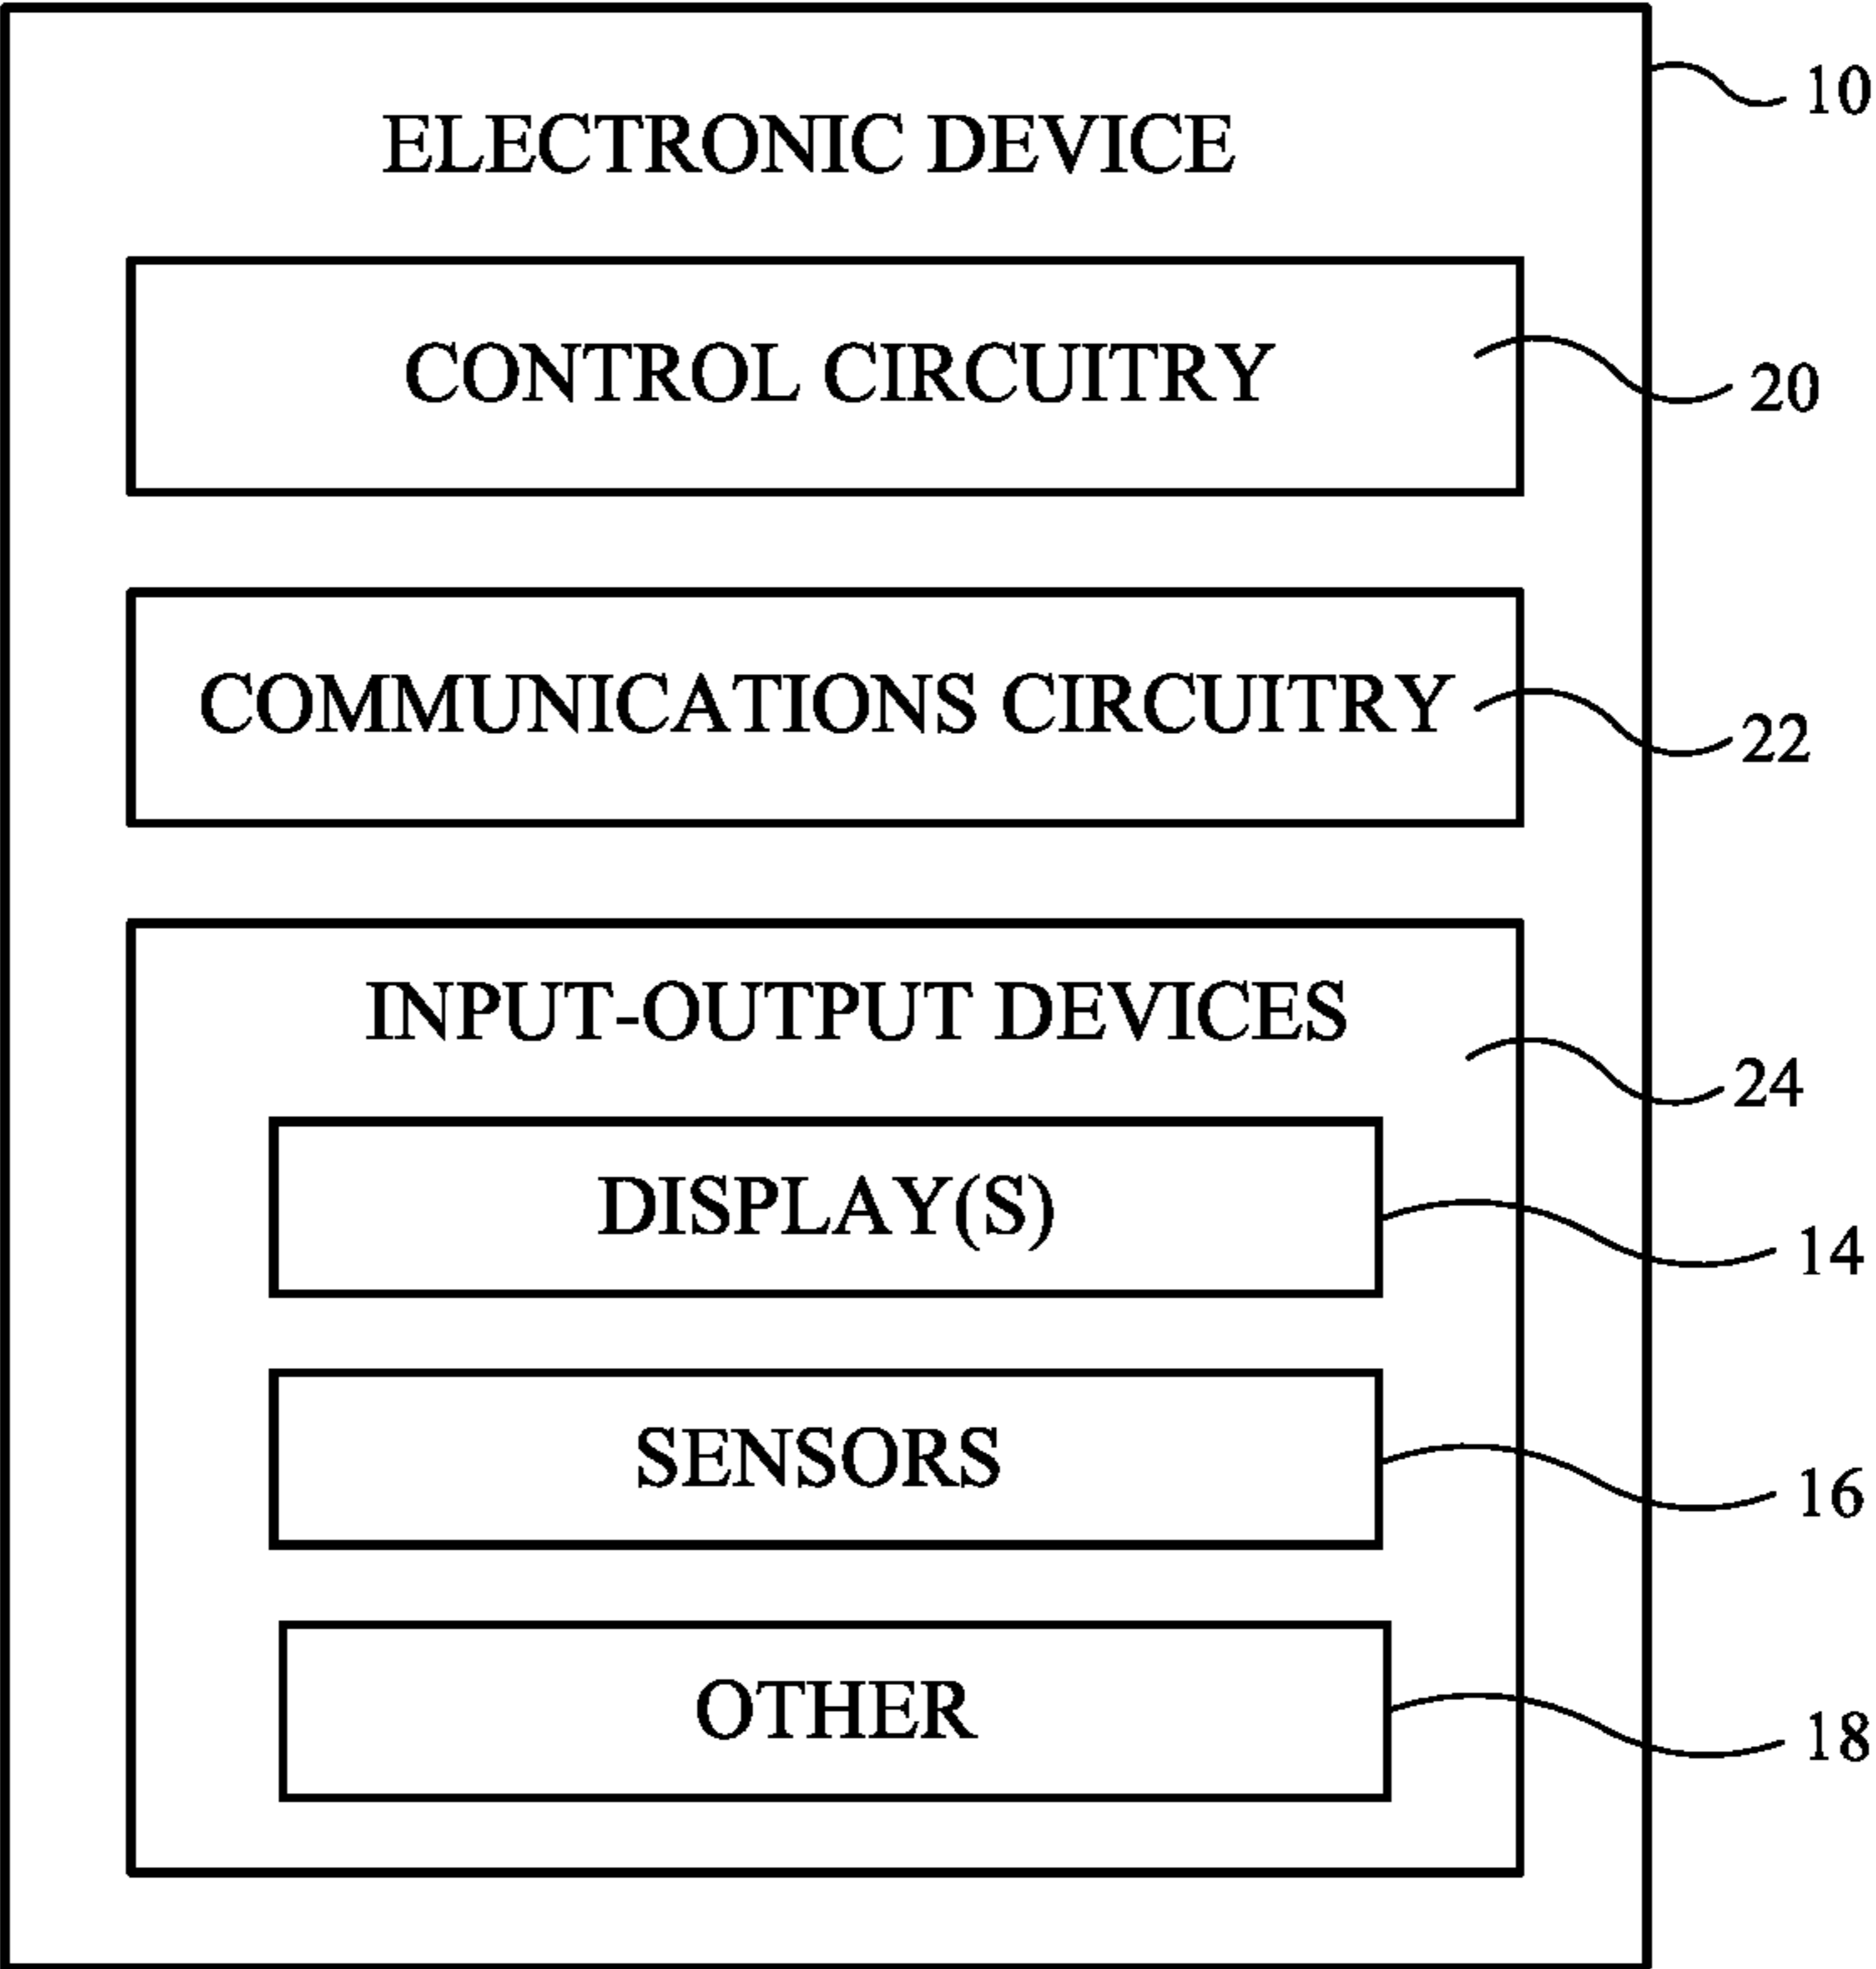 ELECTRONIC DEVICE
10
CONTROL CIRCUITRY
20
COMMUNICATIONS CIRCUITRY
22
INPUT-OUTPUT DEVICES
24
DISPLAY(S)
14
SENSORS
16
OTHER
18